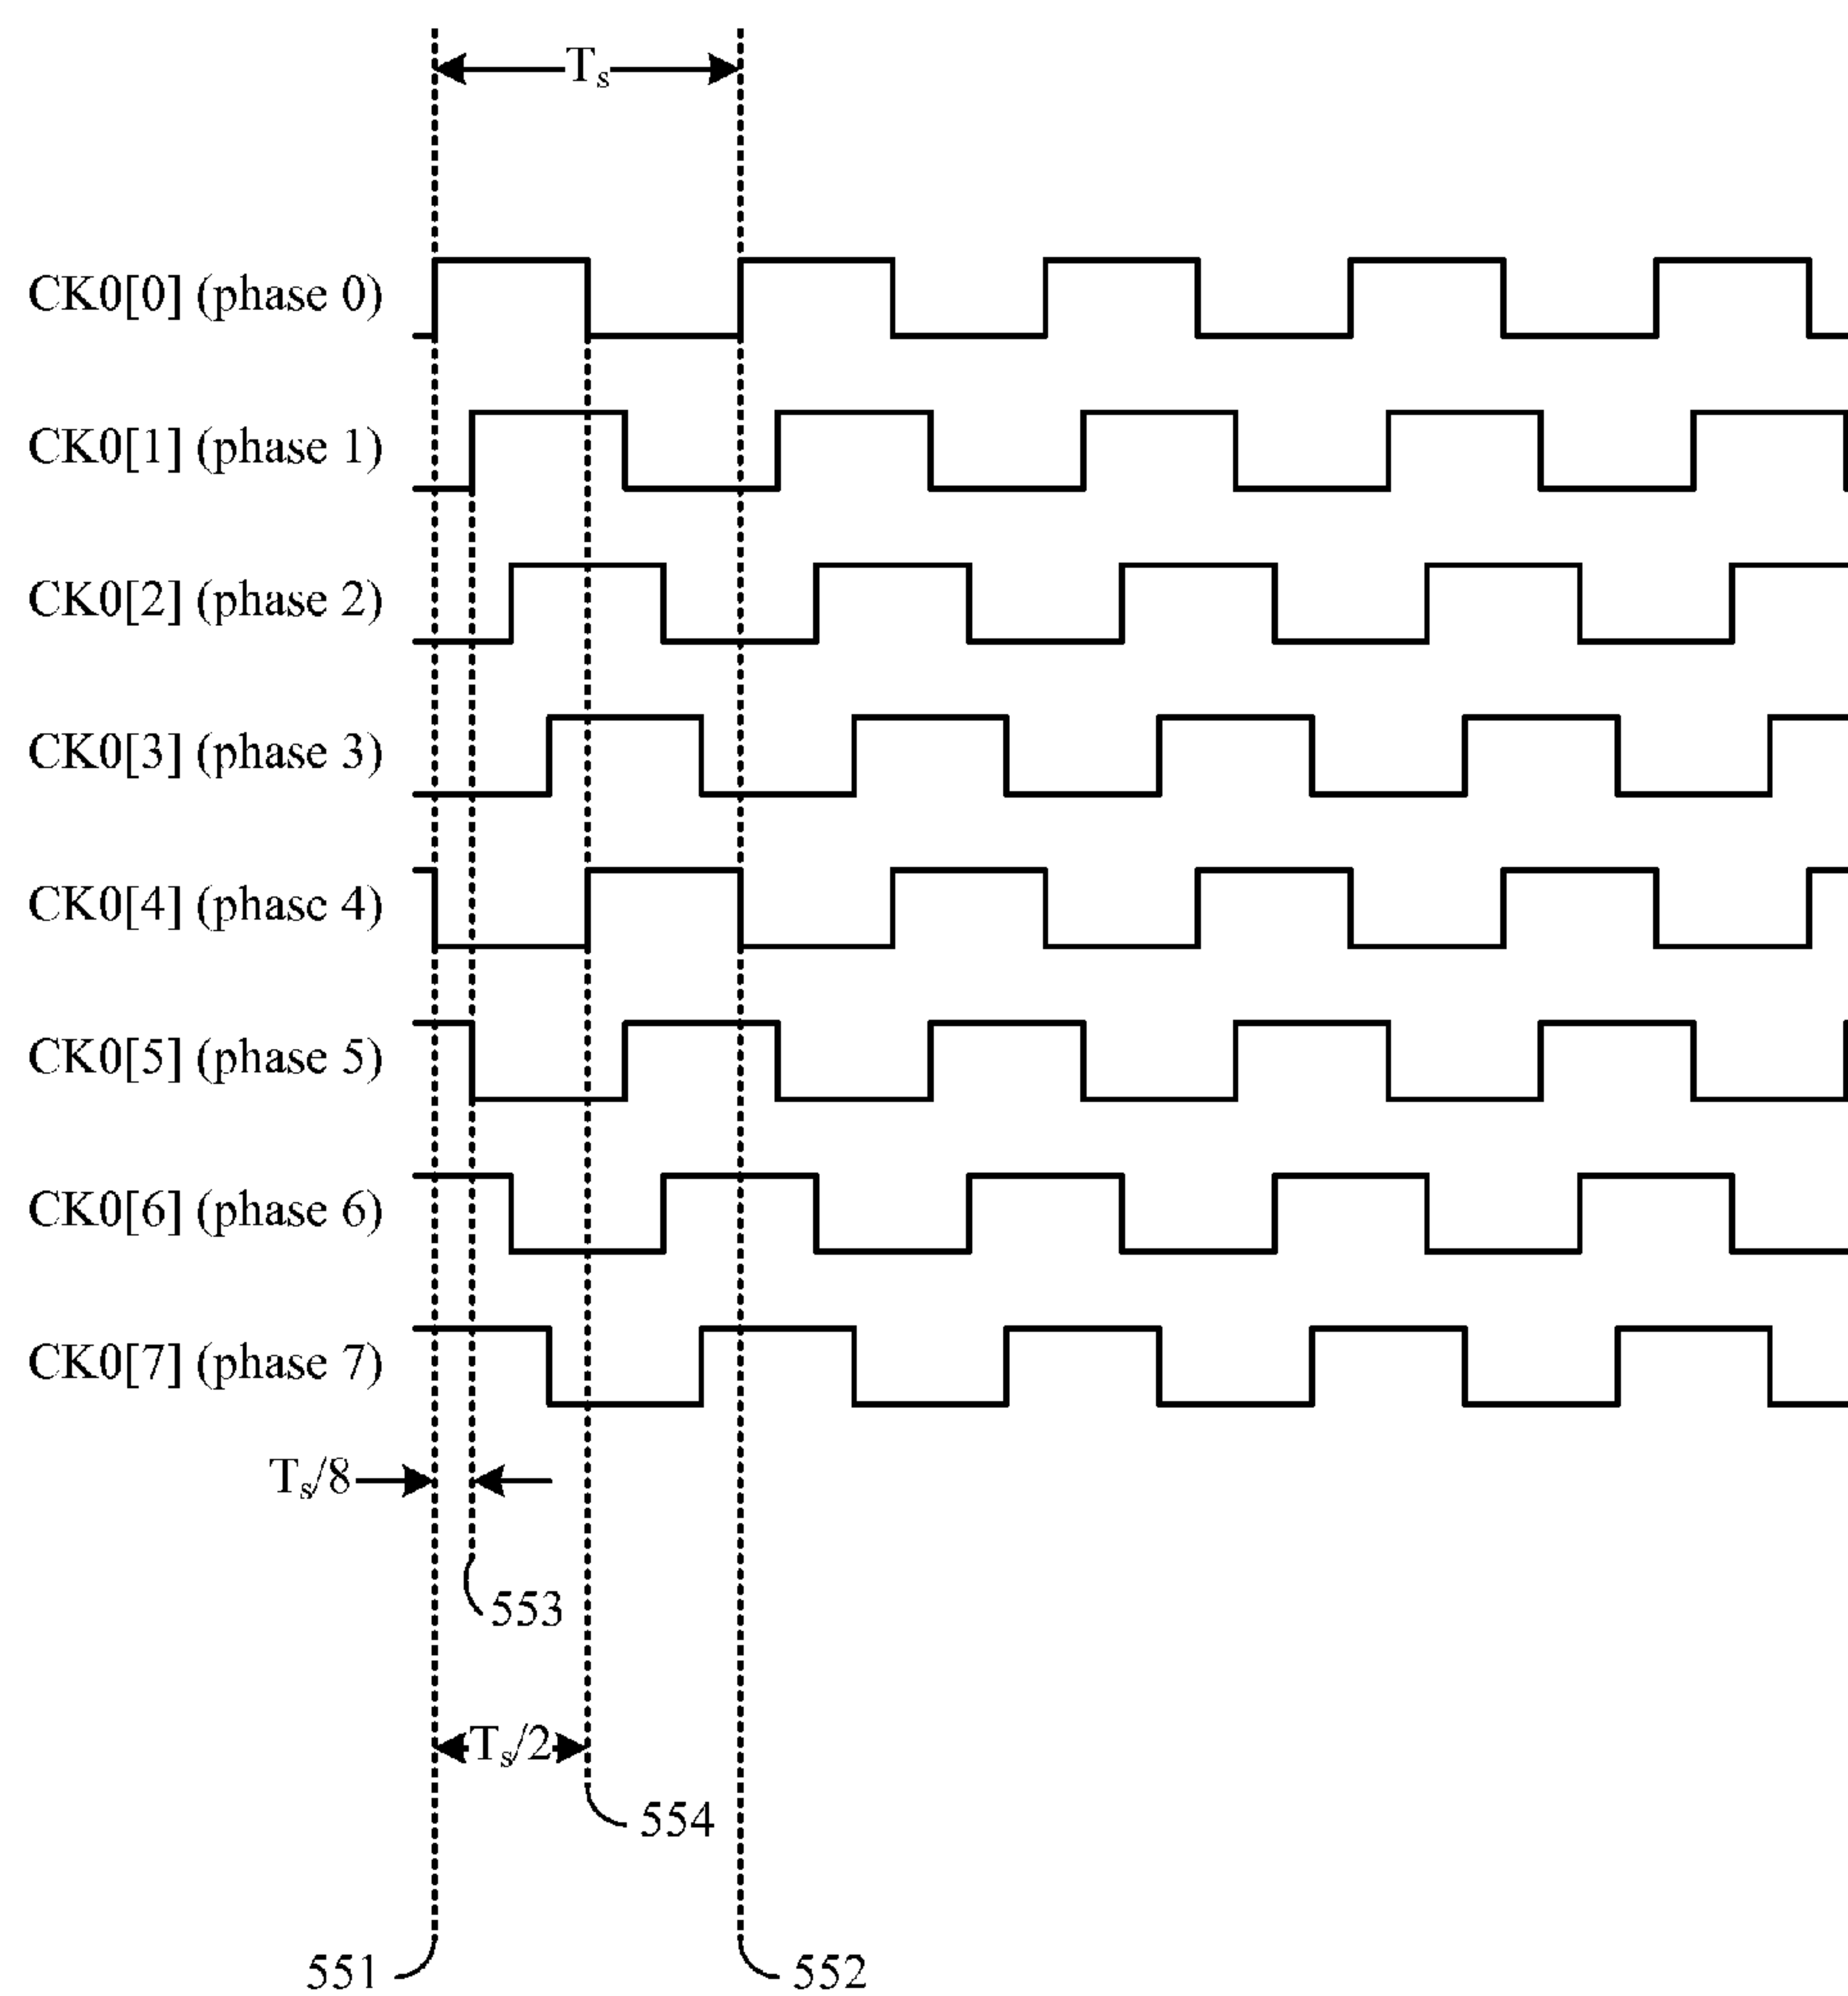 Ts
CK0[0] (phase 0)
CK0[1] (phase 1)
CK0[2] (phase 2)
CK0[3] (phase 3)
CK0[4] (phase 4)
CK0[5] (phase 5)
CK0[6] (phase 6)
CK0[7] (phase 7)
Ts/8
553
Ts/2
554
551
552